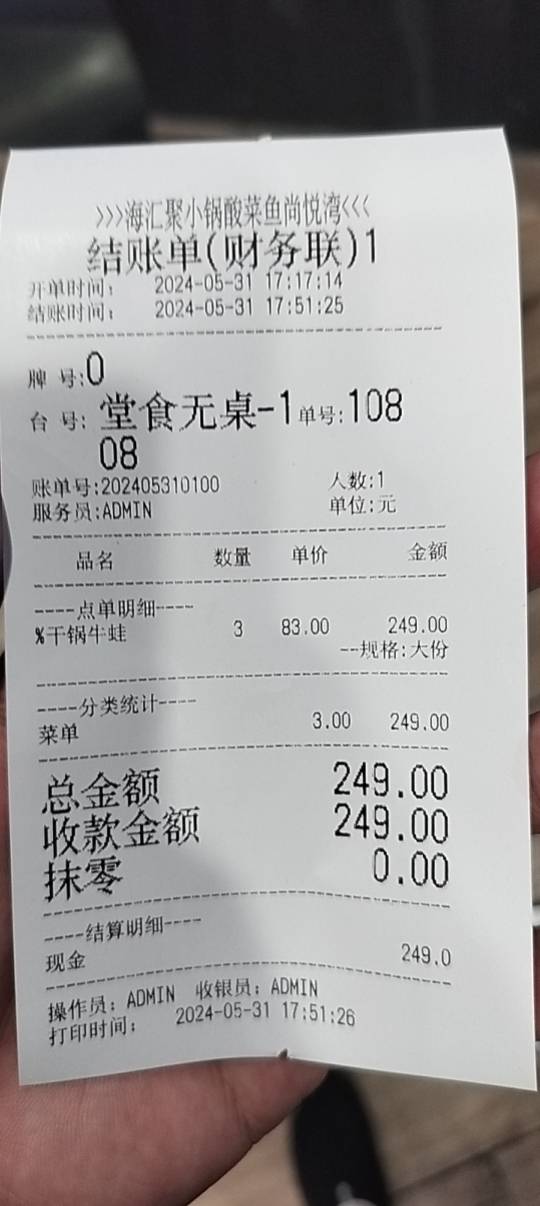 >>>海汇聚小锅酸菜鱼尚悦湾<<<
结账单(财务联)1
开单时间： 2024-05-31 17:17:14
结账时间： 2024-05-31 17:51:25
牌 号:0
台 号: 堂食无桌-1 单号:108
08
账单号:202405310100 人数:1
服务员:ADMIN 单位:元
品名 数量 单价 金额
----点单明细----
%干锅牛蛙 3 83.00 249.00
--规格:大份
----分类统计----
菜单 3.00 249.00
总金额 249.00
收款金额 249.00
抹零 0.00
----结算明细----
现金 249.0
操作员: ADMIN 收银员: ADMIN
打印时间: 2024-05-31 17:51:26